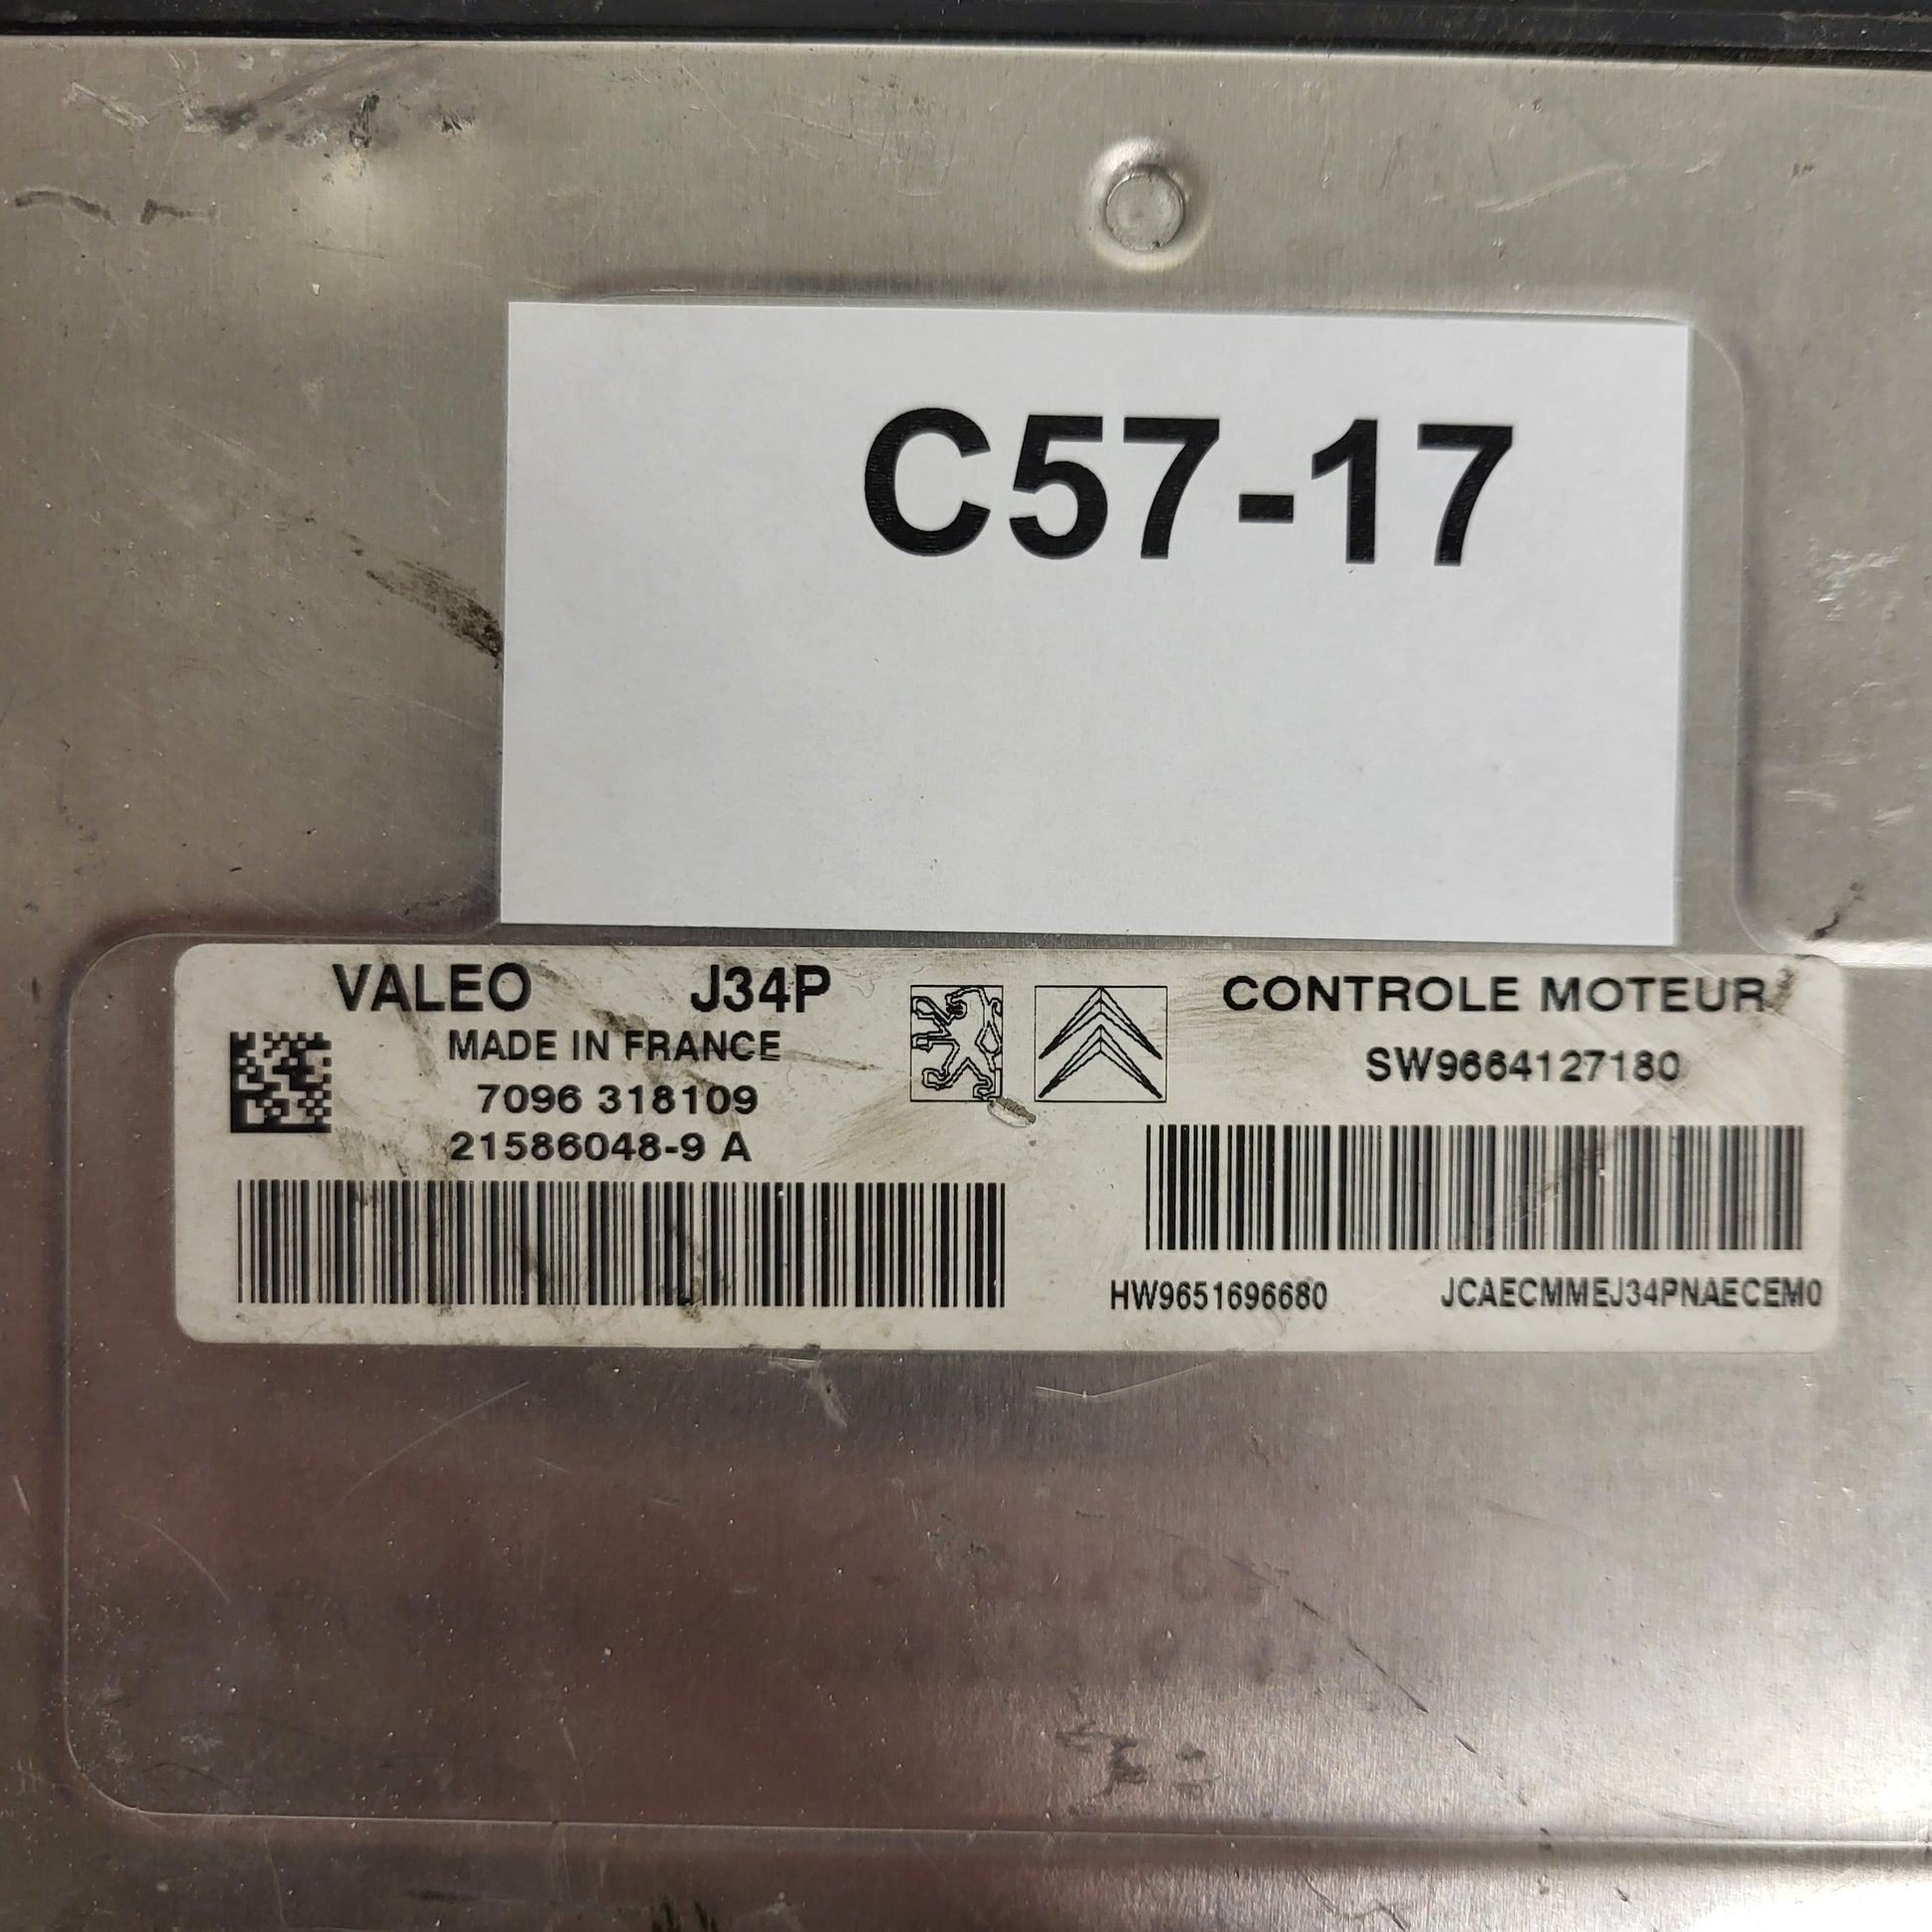 C57-17
VALEO J34P
MADE IN FRANCE
7096 318109
21586048-9 A
CONTROLE MOTEUR
SW9664127180
HW9651696680 JCAECMMEJ34PNAECEM0